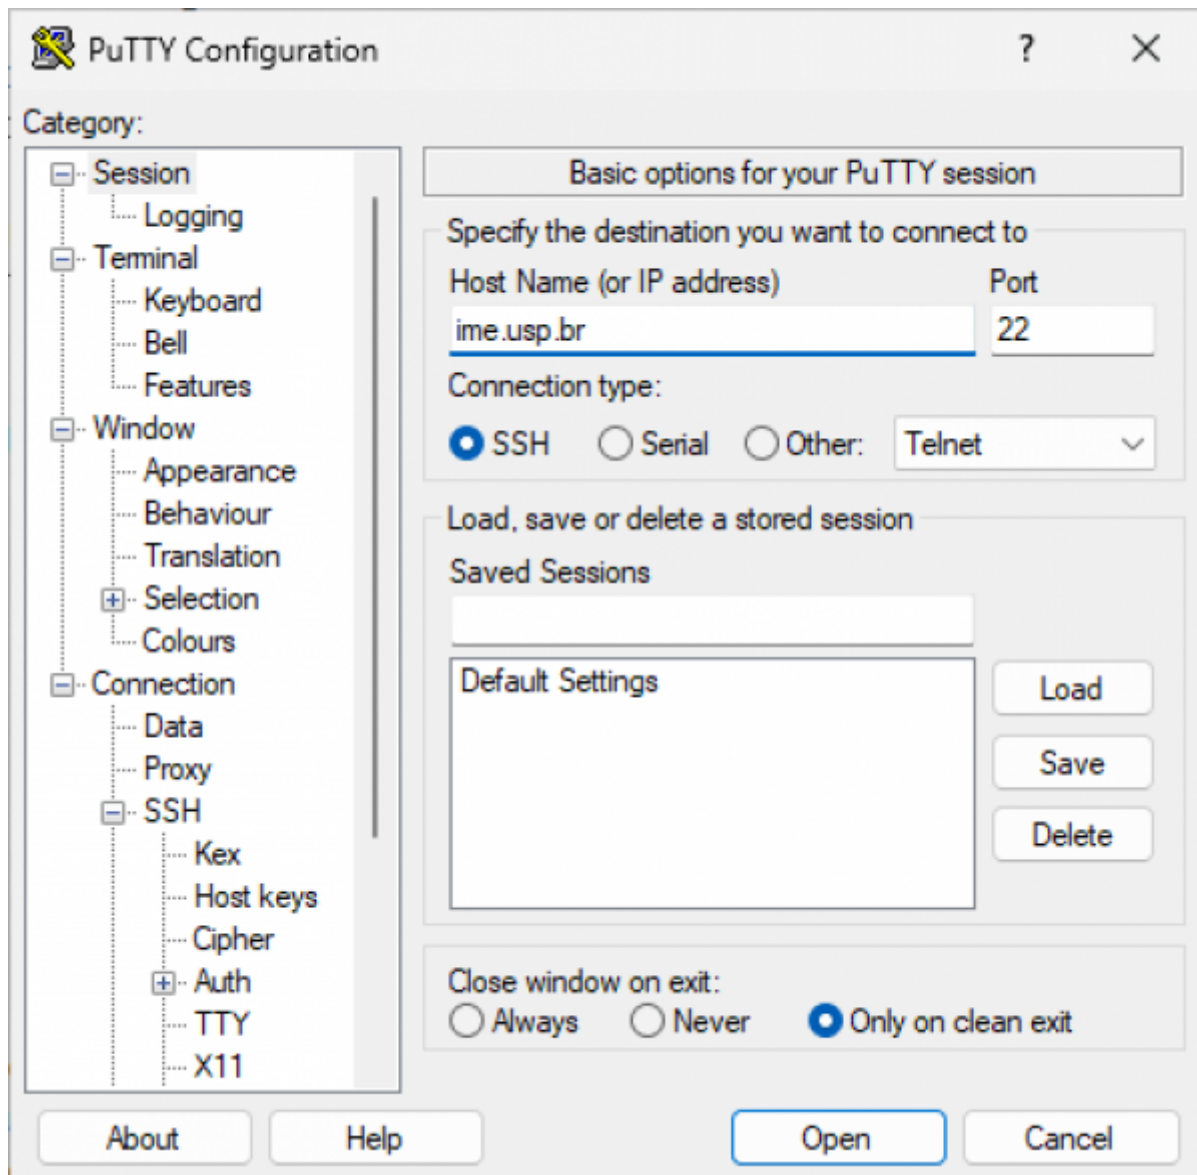 PuTTY Configuration
?
Category:
Session
Logging
Terminal
Keyboard
Bell
Features
Window
Appearance
Behaviour
Translation
Selection
Colours
Connection
Data
Proxy
SSH
Kex
Host keys
Cipher
Auth
TTY
X11
Basic options for your PuTTY session
Specify the destination you want to connect to
Host Name (or IP address) Port
ime.usp.br 22
Connection type:
SSH Serial Other: Telnet
Load, save or delete a stored session
Saved Sessions
Default Settings
Load
Save
Delete
Close window on exit:
Always Never Only on clean exit
About Help Open Cancel